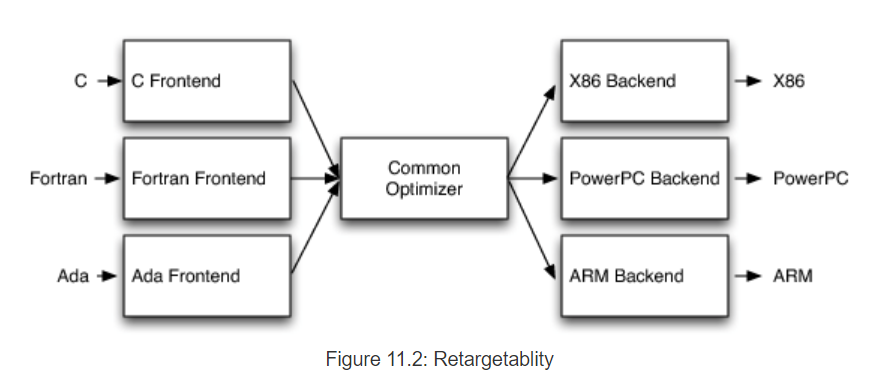 C
C Frontend
X86 Backend
X86
Fortran
Fortran Frontend
Common
Optimizer
PowerPC Backend
PowerPC
Ada
Ada Frontend
ARM Backend
ARM
Figure 11.2: Retargetablity